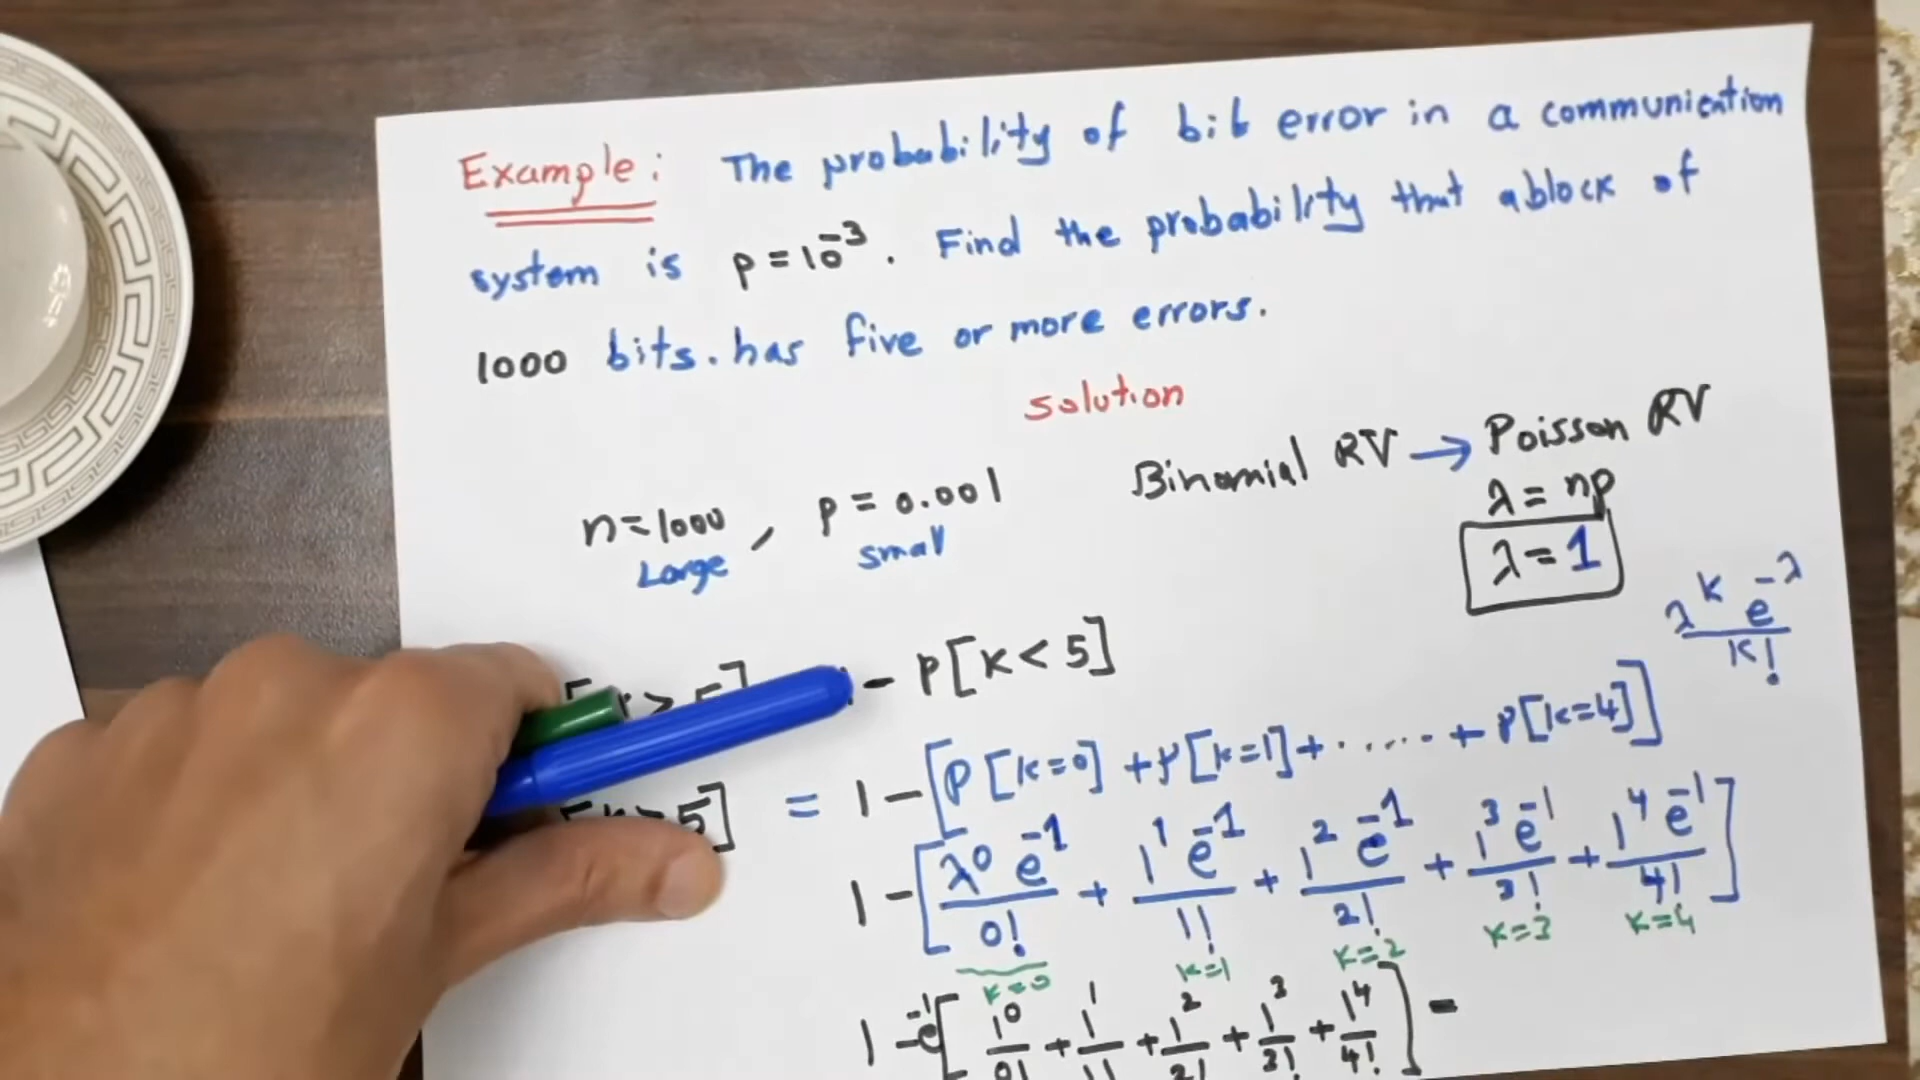 Example: The probability of bit error in a communiention
system is p = 10^-3. Find the probability that a block of
1000 bits. has five or more errors.
solution
Binomial RV → Poisson RV
λ = np
n=1000 , p = 0.001
Large small
λ = 1
λ^k e^-λ / k!
- P[K < 5]
= 1 - [P[k=0] + P[k=1] + ..... + P[k=4]]
5]
1 - [λ^0 e^-1 / 0! + 1^1 e^-1 / 1! + 1^2 e^-1 / 2! + 1^3 e^-1 / 3! + 1^4 e^-1 / 4!]
k=0 k=1 k=2 k=3 k=4
1 - e^-1 [1^0 / 0! + 1^1 / 1! + 1^2 / 2! + 1^3 / 3! + 1^4 / 4!] =